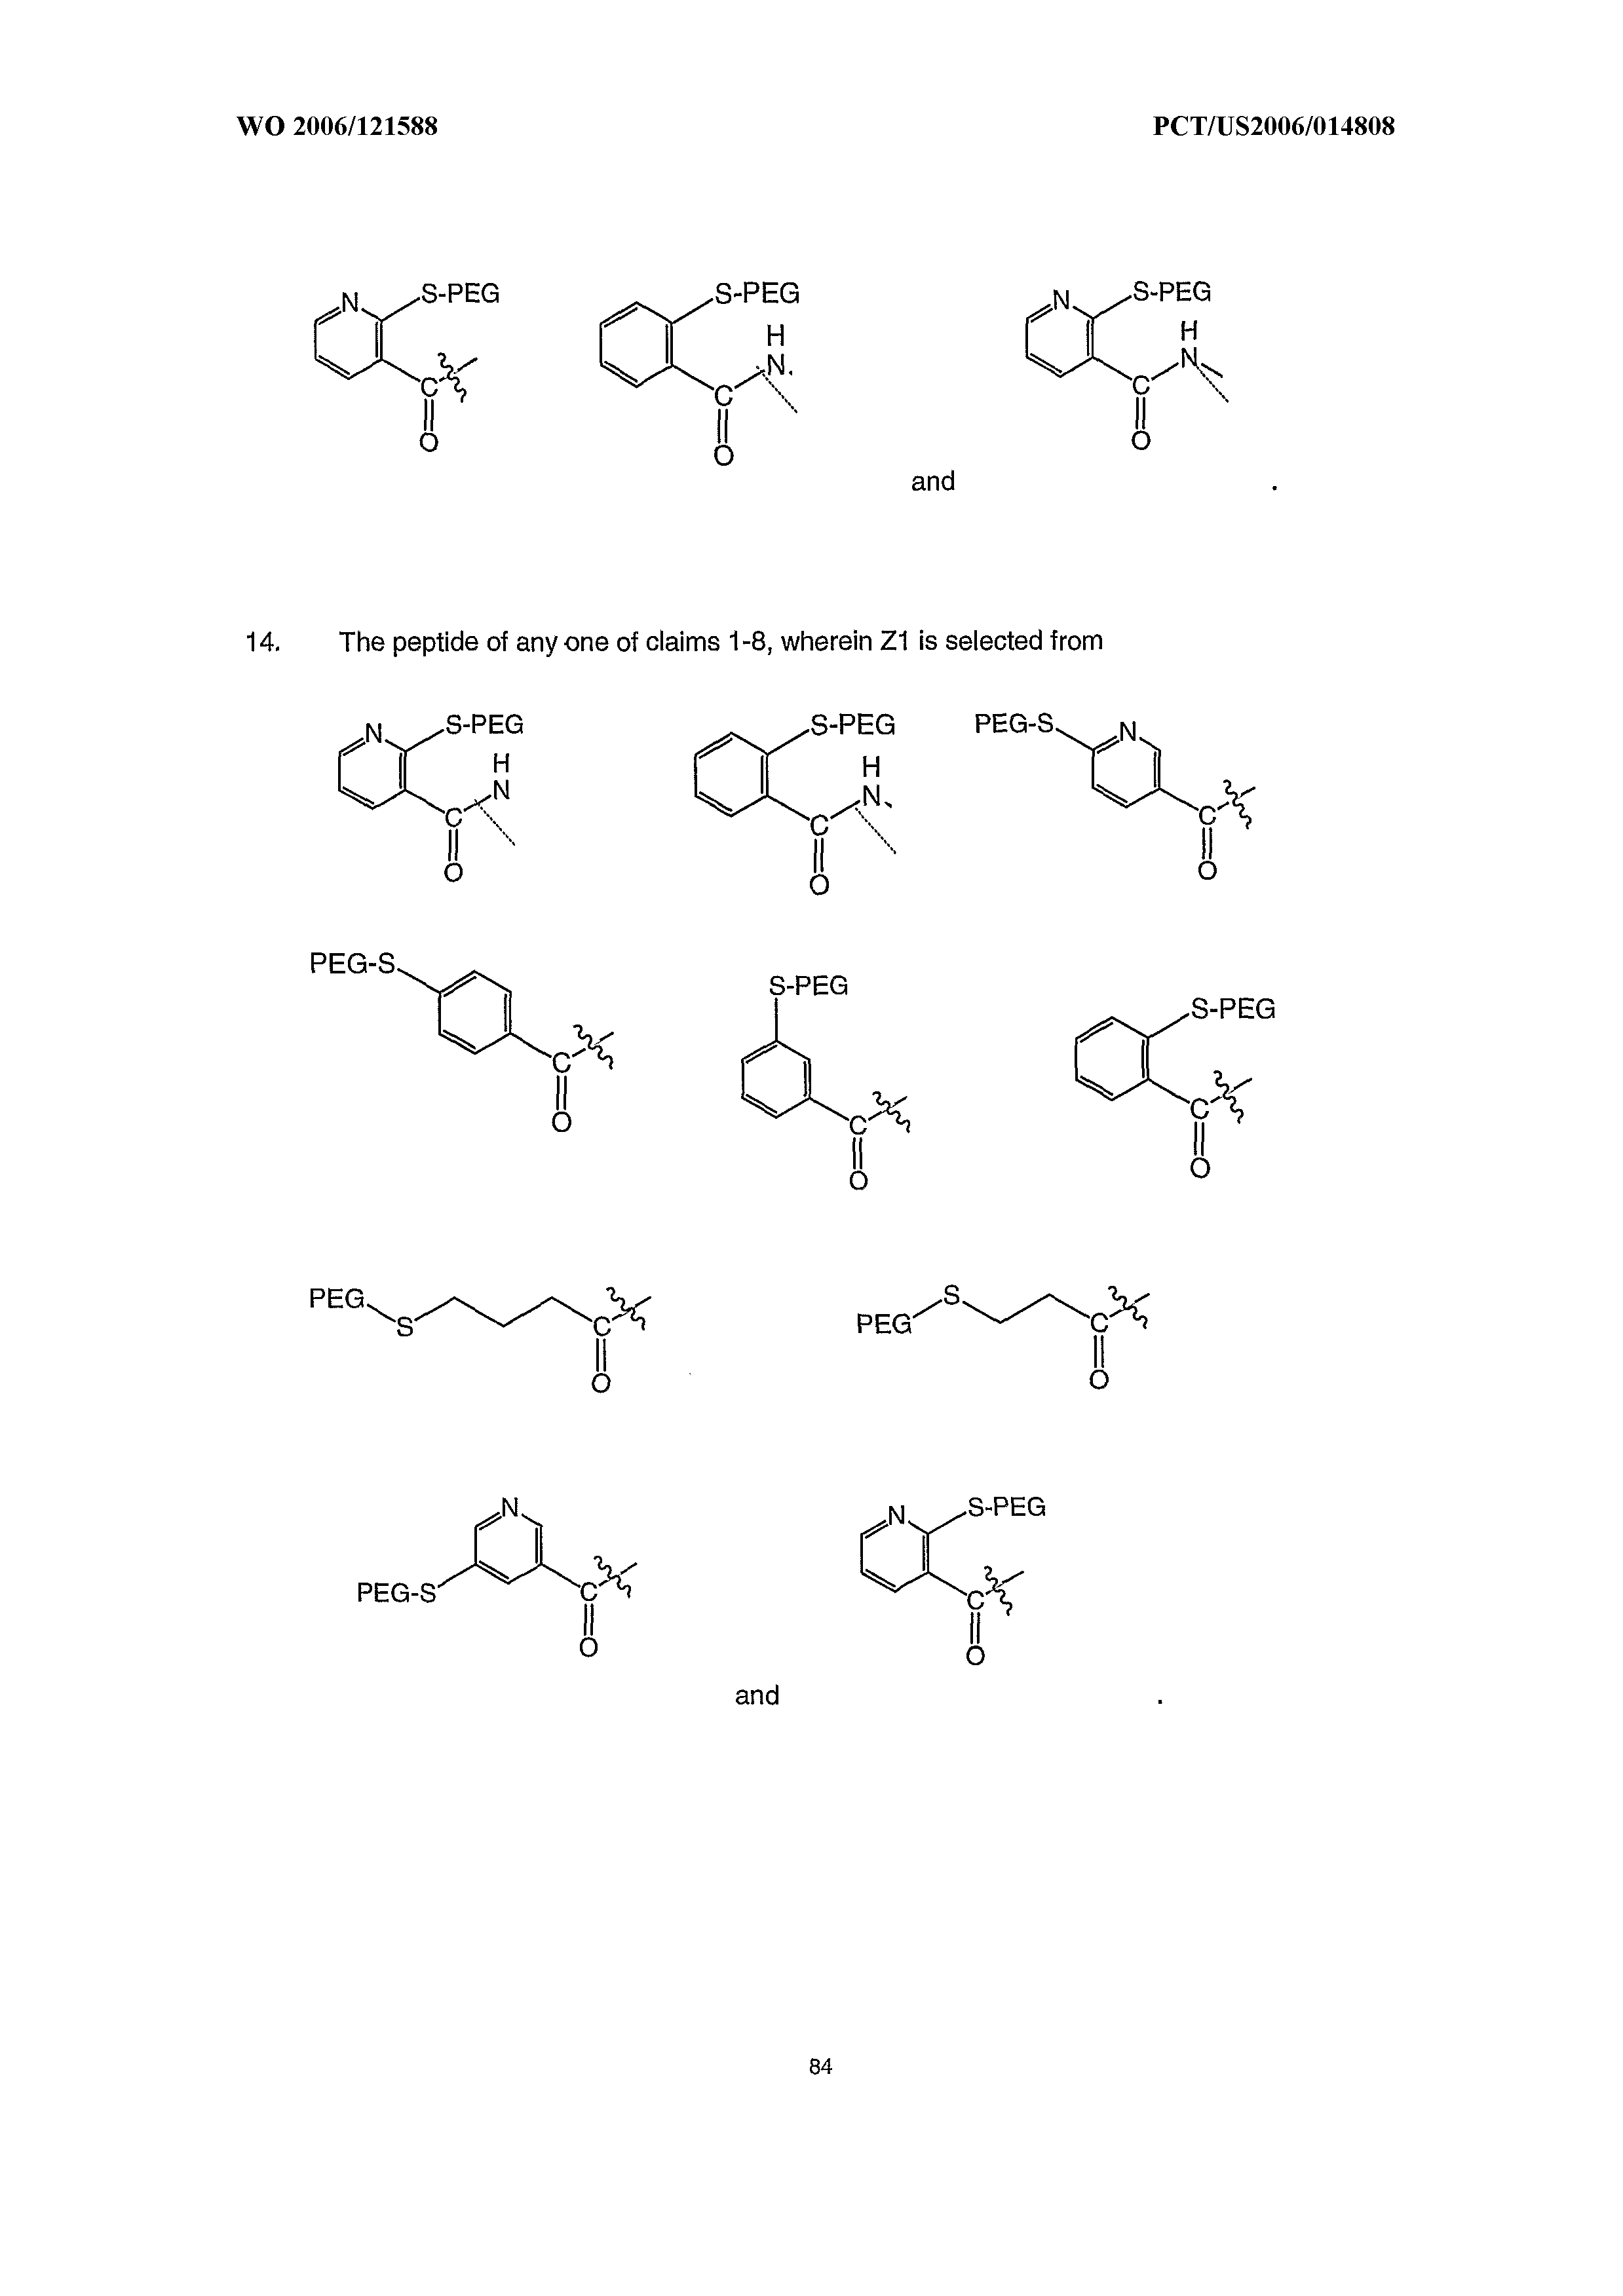 WO 2006/121588 PCT/US2006/014808
N S-PEG S-PEG N S-PEG
H H
C N C N C
O O O
and .
14. The peptide of any one of claims 1-8, wherein Z1 is selected from
N S-PEG S-PEG PEG-S N
H H
N N
C C C
O O O
PEG-S S-PEG S-PEG
C C C
O O O
PEG S C O PEG S C O
N N S-PEG
PEG-S C C
O O
and .
84